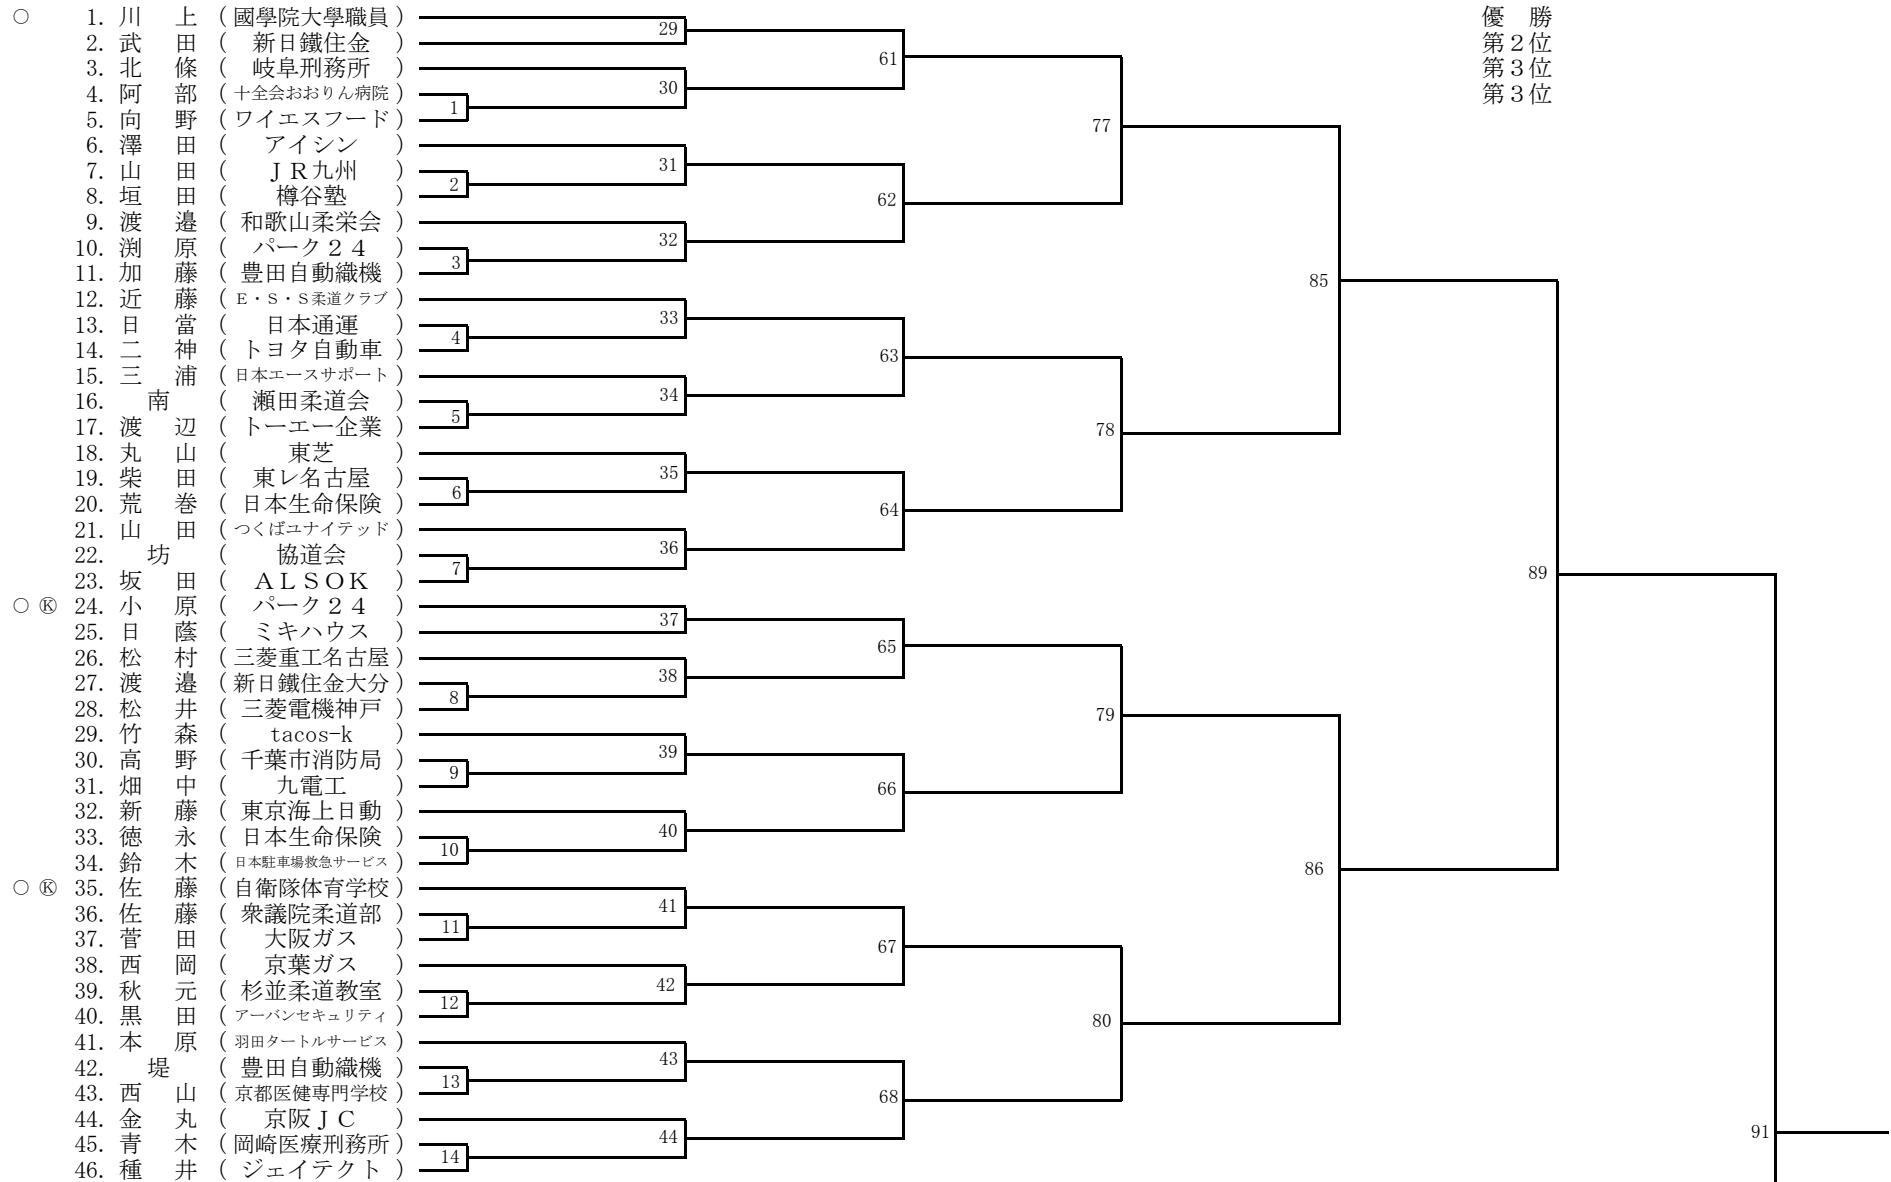 ○ 1. 川 上 ( 國學院大學職員 )
2. 武 田 ( 新日鐵住金 )
3. 北 條 ( 岐阜刑務所 )
4. 阿 部 ( 十全会おおりん病院 )
5. 向 野 ( ワイエスフード )
6. 澤 田 ( アイシン )
7. 山 田 ( ＪＲ九州 )
8. 垣 田 ( 樽谷塾 )
9. 渡 邉 ( 和歌山柔栄会 )
10. 渕 原 ( パーク２４ )
11. 加 藤 ( 豊田自動織機 )
12. 近 藤 ( Ｅ・Ｓ・Ｓ柔道クラブ )
13. 日 當 ( 日本通運 )
14. 二 神 ( トヨタ自動車 )
15. 三 浦 ( 日本エースサポート )
16. 南 ( 瀬田柔道会 )
17. 渡 辺 ( トーエー企業 )
18. 丸 山 ( 東芝 )
19. 柴 田 ( 東レ名古屋 )
20. 荒 巻 ( 日本生命保険 )
21. 山 田 ( つくばユナイテッド )
22. 坊 ( 協道会 )
23. 坂 田 ( ＡＬＳＯＫ )
○ Ⓚ 24. 小 原 ( パーク２４ )
25. 日 蔭 ( ミキハウス )
26. 松 村 ( 三菱重工名古屋 )
27. 渡 邉 ( 新日鐵住金大分 )
28. 松 井 ( 三菱電機神戸 )
29. 竹 森 ( tacos-k )
30. 高 野 ( 千葉市消防局 )
31. 畑 中 ( 九電工 )
32. 新 藤 ( 東京海上日動 )
33. 徳 永 ( 日本生命保険 )
34. 鈴 木 ( 日本駐車場救急サービス )
○ Ⓚ 35. 佐 藤 ( 自衛隊体育学校 )
36. 佐 藤 ( 衆議院柔道部 )
37. 菅 田 ( 大阪ガス )
38. 西 岡 ( 京葉ガス )
39. 秋 元 ( 杉並柔道教室 )
40. 黒 田 ( アーバンセキュリティ )
41. 本 原 ( 羽田タートルサービス )
42. 堤 ( 豊田自動織機 )
43. 西 山 ( 京都医健専門学校 )
44. 金 丸 ( 京阪ＪＣ )
45. 青 木 ( 岡崎医療刑務所 )
46. 種 井 ( ジェイテクト )
1
2
3
4
5
6
7
8
9
10
11
12
13
14
29
30
31
32
33
34
35
36
37
38
39
40
41
42
43
44
61
62
63
64
65
66
67
68
77
78
79
80
85
86
89
91
優 勝
第２位
第３位
第３位